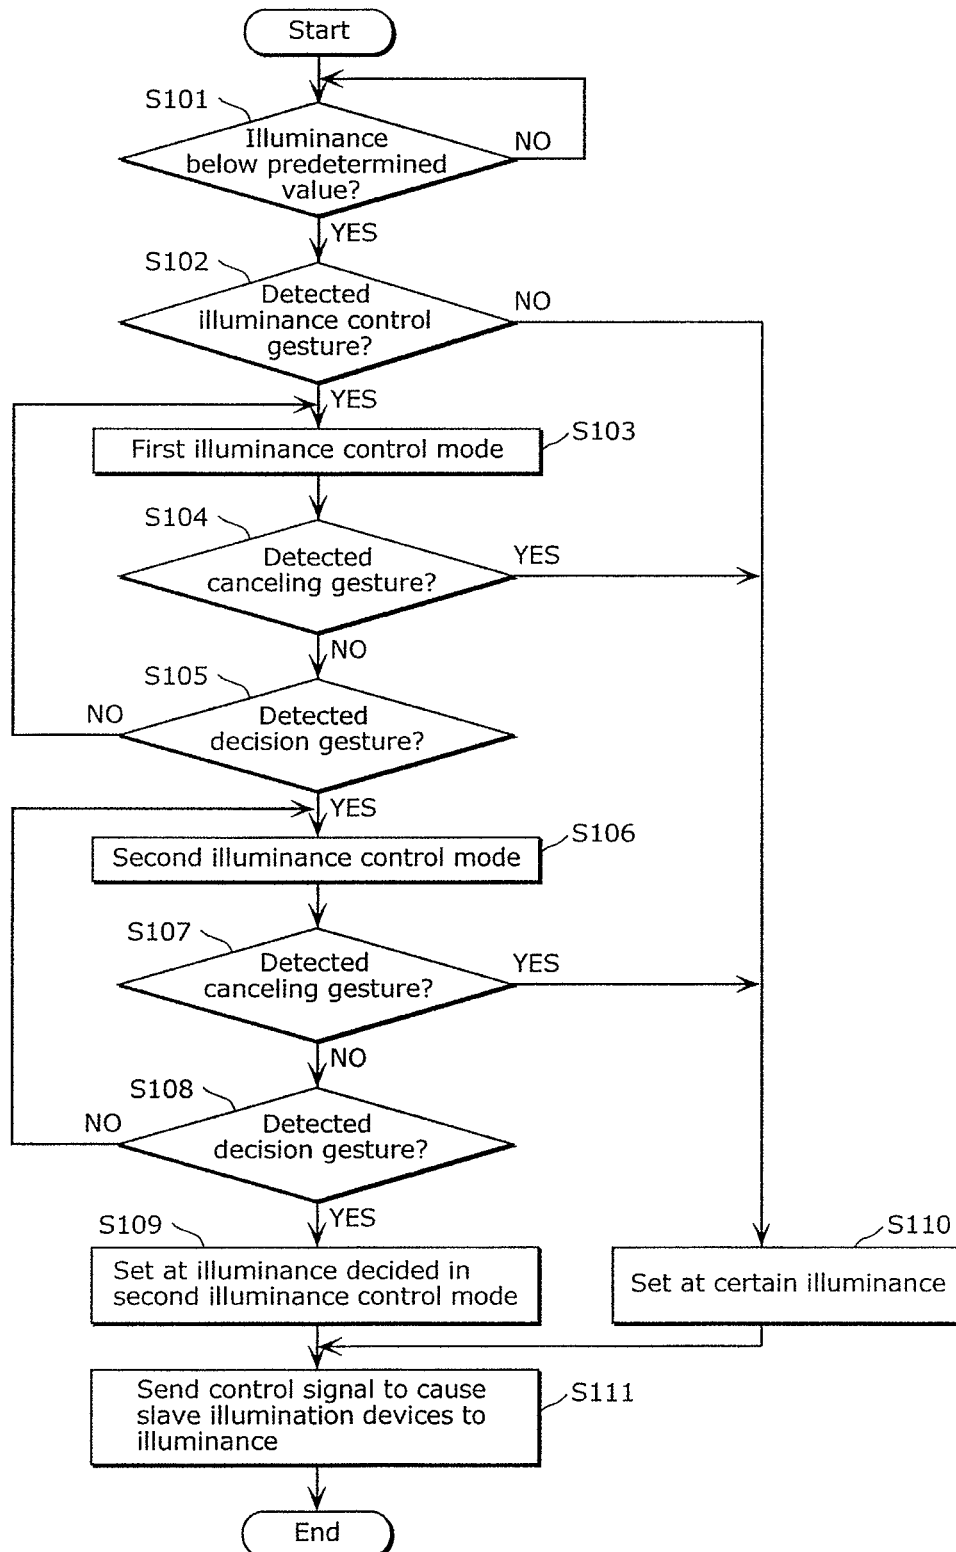 Start
S101
Illuminance
below predetermined
value?
NO
YES
S102
Detected
illuminance control
gesture?
NO
YES
First illuminance control mode
S103
S104
Detected
canceling gesture?
YES
NO
S105
Detected
decision gesture?
NO
YES
Second illuminance control mode
S106
S107
Detected
canceling gesture?
YES
NO
S108
Detected
decision gesture?
NO
YES
S109
Set at illuminance decided in
second illuminance control mode
S110
Set at certain illuminance
Send control signal to cause
slave illumination devices to
illuminance
S111
End